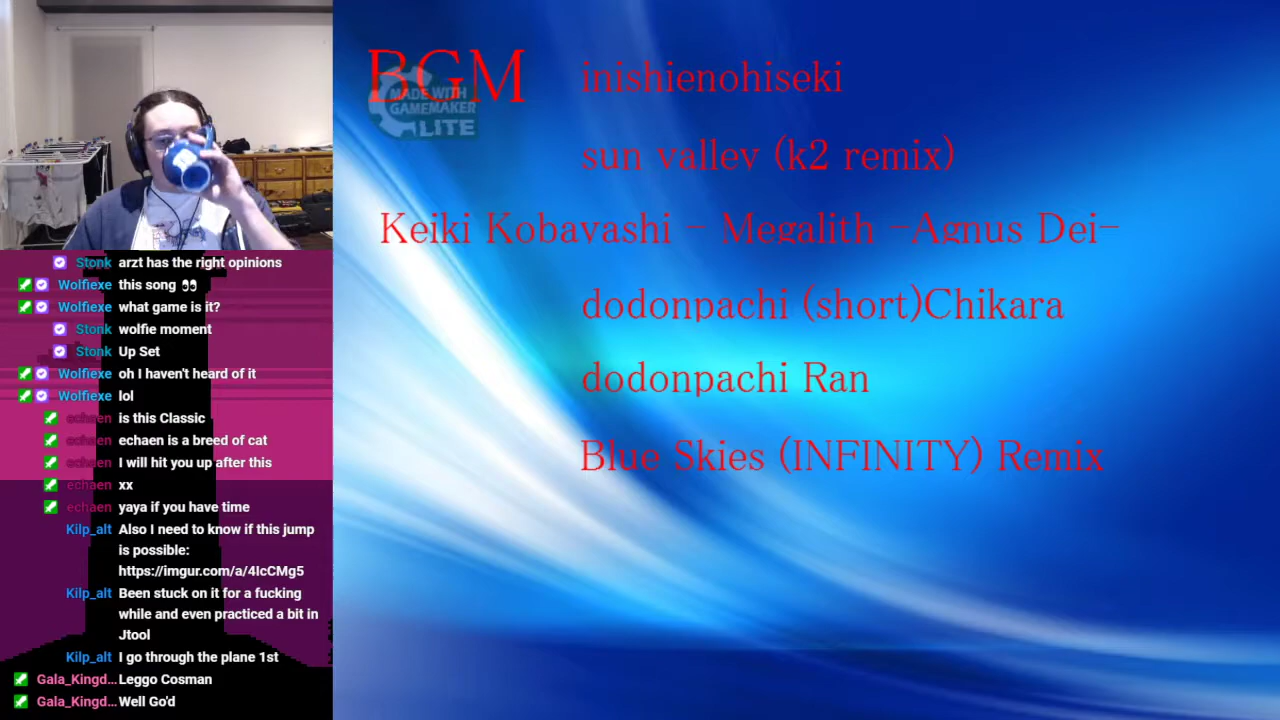 Stonk arzt has the right opinions
Wolfiexe this song 👀
Wolfiexe what game is it?
Stonk wolfie moment
Stonk Up Set
Wolfiexe oh I haven't heard of it
Wolfiexe lol
echaen is this Classic
echaen echaen is a breed of cat
echaen I will hit you up after this
echaen xx
echaen yaya if you have time
Kilp_alt Also I need to know if this jump
is possible:
https://imgur.com/a/4IcCMg5
Kilp_alt Been stuck on it for a fucking
while and even practiced a bit in
Jtool
Kilp_alt I go through the plane 1st
Gala_Kingd... Leggo Cosman
Gala_Kingd... Well Go'd
BGM
MADE WITH
GAMEMAKER
LITE
inishienohiseki
sun valley (k2 remix)
Keiki Kobayashi - Megalith -Agnus Dei-
dodonpachi (short)Chikara
dodonpachi Ran
Blue Skies (INFINITY) Remix